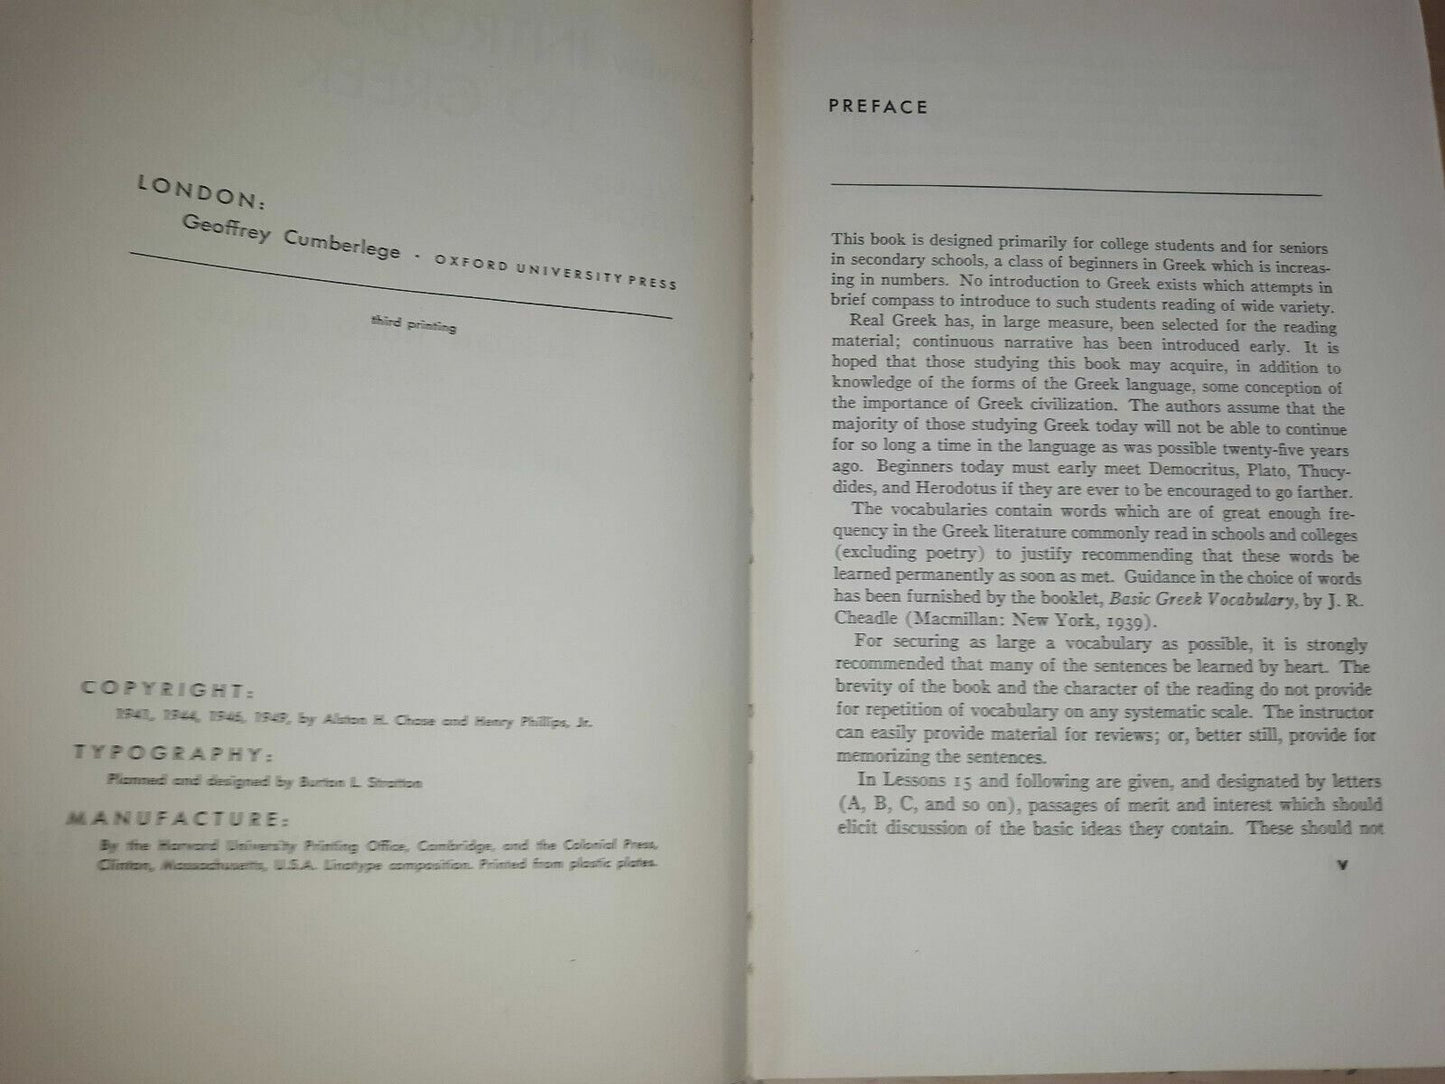 LONDON:
Geoffrey Cumberlege · OXFORD UNIVERSITY PRESS
third printing
COPYRIGHT:
1941, 1944, 1946, 1949, by Alston H. Chase and Henry Phillips, Jr.
TYPOGRAPHY:
Planned and designed by Burton L. Stratton
MANUFACTURE:
By the Harvard University Printing Office, Cambridge, and the Colonial Press,
Clinton, Massachusetts, U.S.A. Linotype composition. Printed from plastic plates.
PREFACE
This book is designed primarily for college students and for seniors
in secondary schools, a class of beginners in Greek which is increas-
ing in numbers. No introduction to Greek exists which attempts in
brief compass to introduce to such students reading of wide variety.
Real Greek has, in large measure, been selected for the reading
material; continuous narrative has been introduced early. It is
hoped that those studying this book may acquire, in addition to
knowledge of the forms of the Greek language, some conception of
the importance of Greek civilization. The authors assume that the
majority of those studying Greek today will not be able to continue
for so long a time in the language as was possible twenty-five years
ago. Beginners today must early meet Democritus, Plato, Thucy-
dides, and Herodotus if they are ever to be encouraged to go farther.
The vocabularies contain words which are of great enough fre-
quency in the Greek literature commonly read in schools and colleges
(excluding poetry) to justify recommending that these words be
learned permanently as soon as met. Guidance in the choice of words
has been furnished by the booklet, Basic Greek Vocabulary, by J. R.
Cheadle (Macmillan: New York, 1939).
For securing as large a vocabulary as possible, it is strongly
recommended that many of the sentences be learned by heart. The
brevity of the book and the character of the reading do not provide
for repetition of vocabulary on any systematic scale. The instructor
can easily provide material for reviews; or, better still, provide for
memorizing the sentences.
In Lessons 15 and following are given, and designated by letters
(A, B, C, and so on), passages of merit and interest which should
elicit discussion of the basic ideas they contain. These should not
v